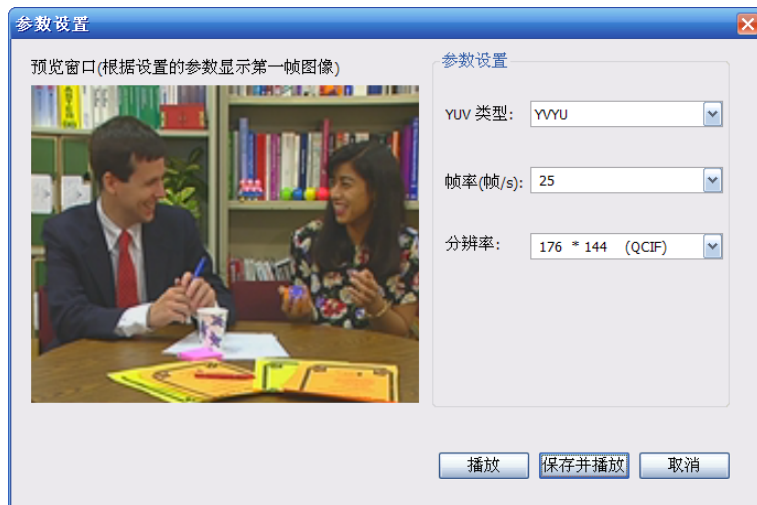 参数设置
预览窗口(根据设置的参数显示第一帧图像)
参数设置
YUV 类型: YVYU
帧率(帧/s): 25
分辨率: 176 * 144 (QCIF)
播放 保存并播放 取消